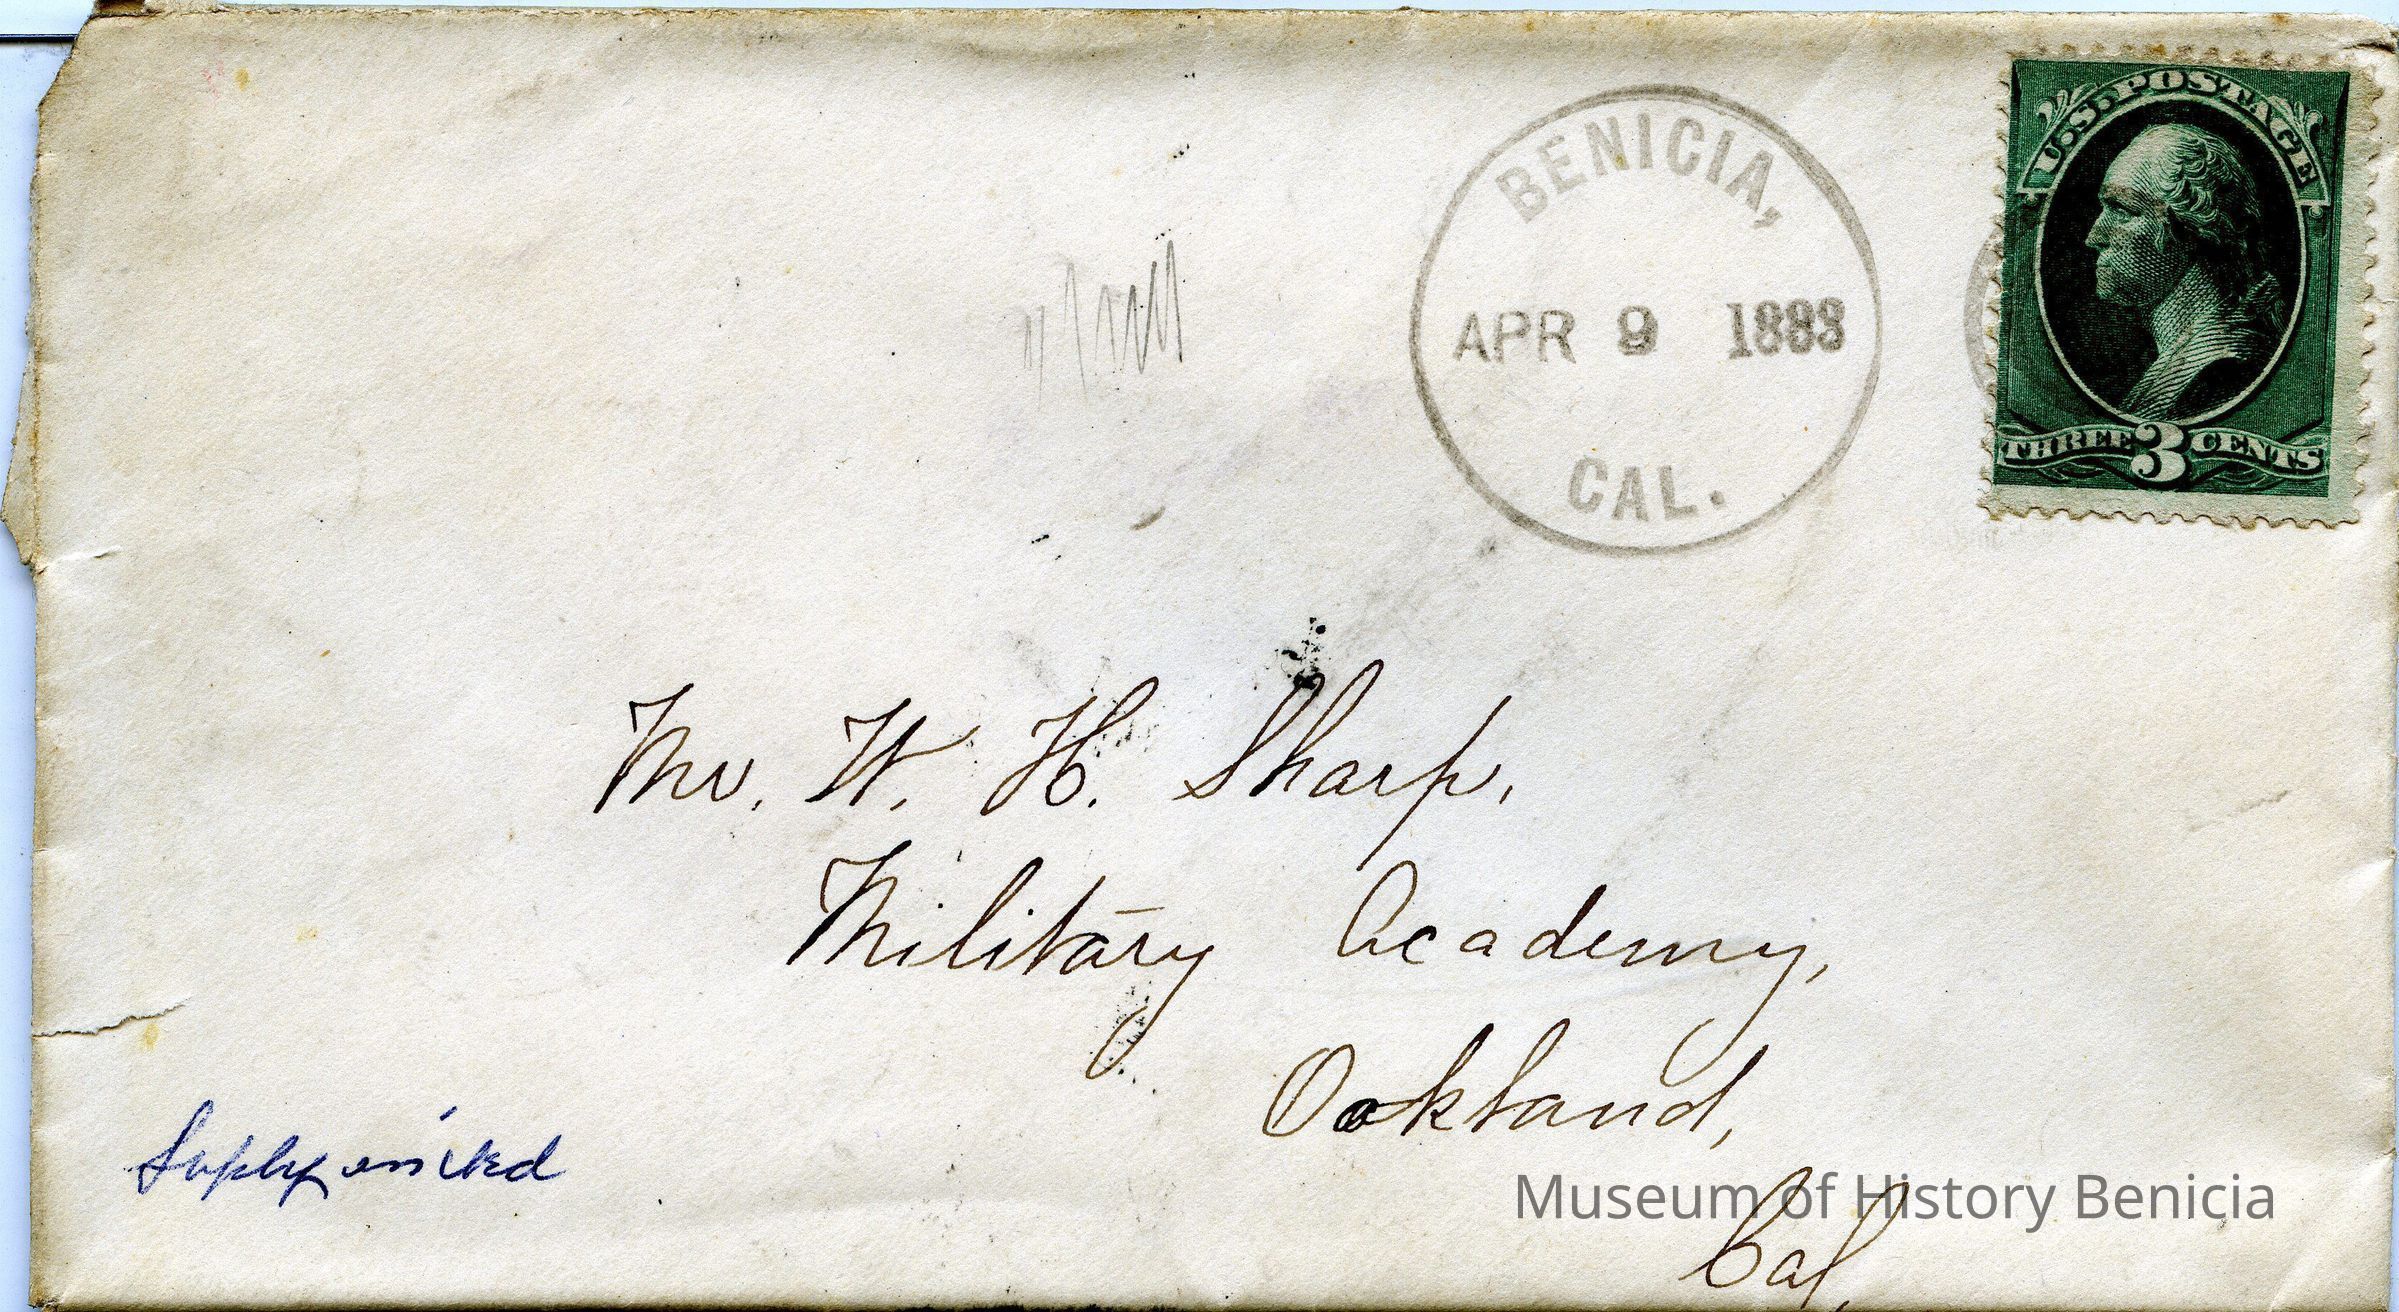 U.S. POSTAGE
BENICIA,
APR 9 1883
CAL.
THREE 3 CENTS
Mr. W. H. Sharp,
Military Academy,
Oakland,
Cal.
Museum of History Benicia